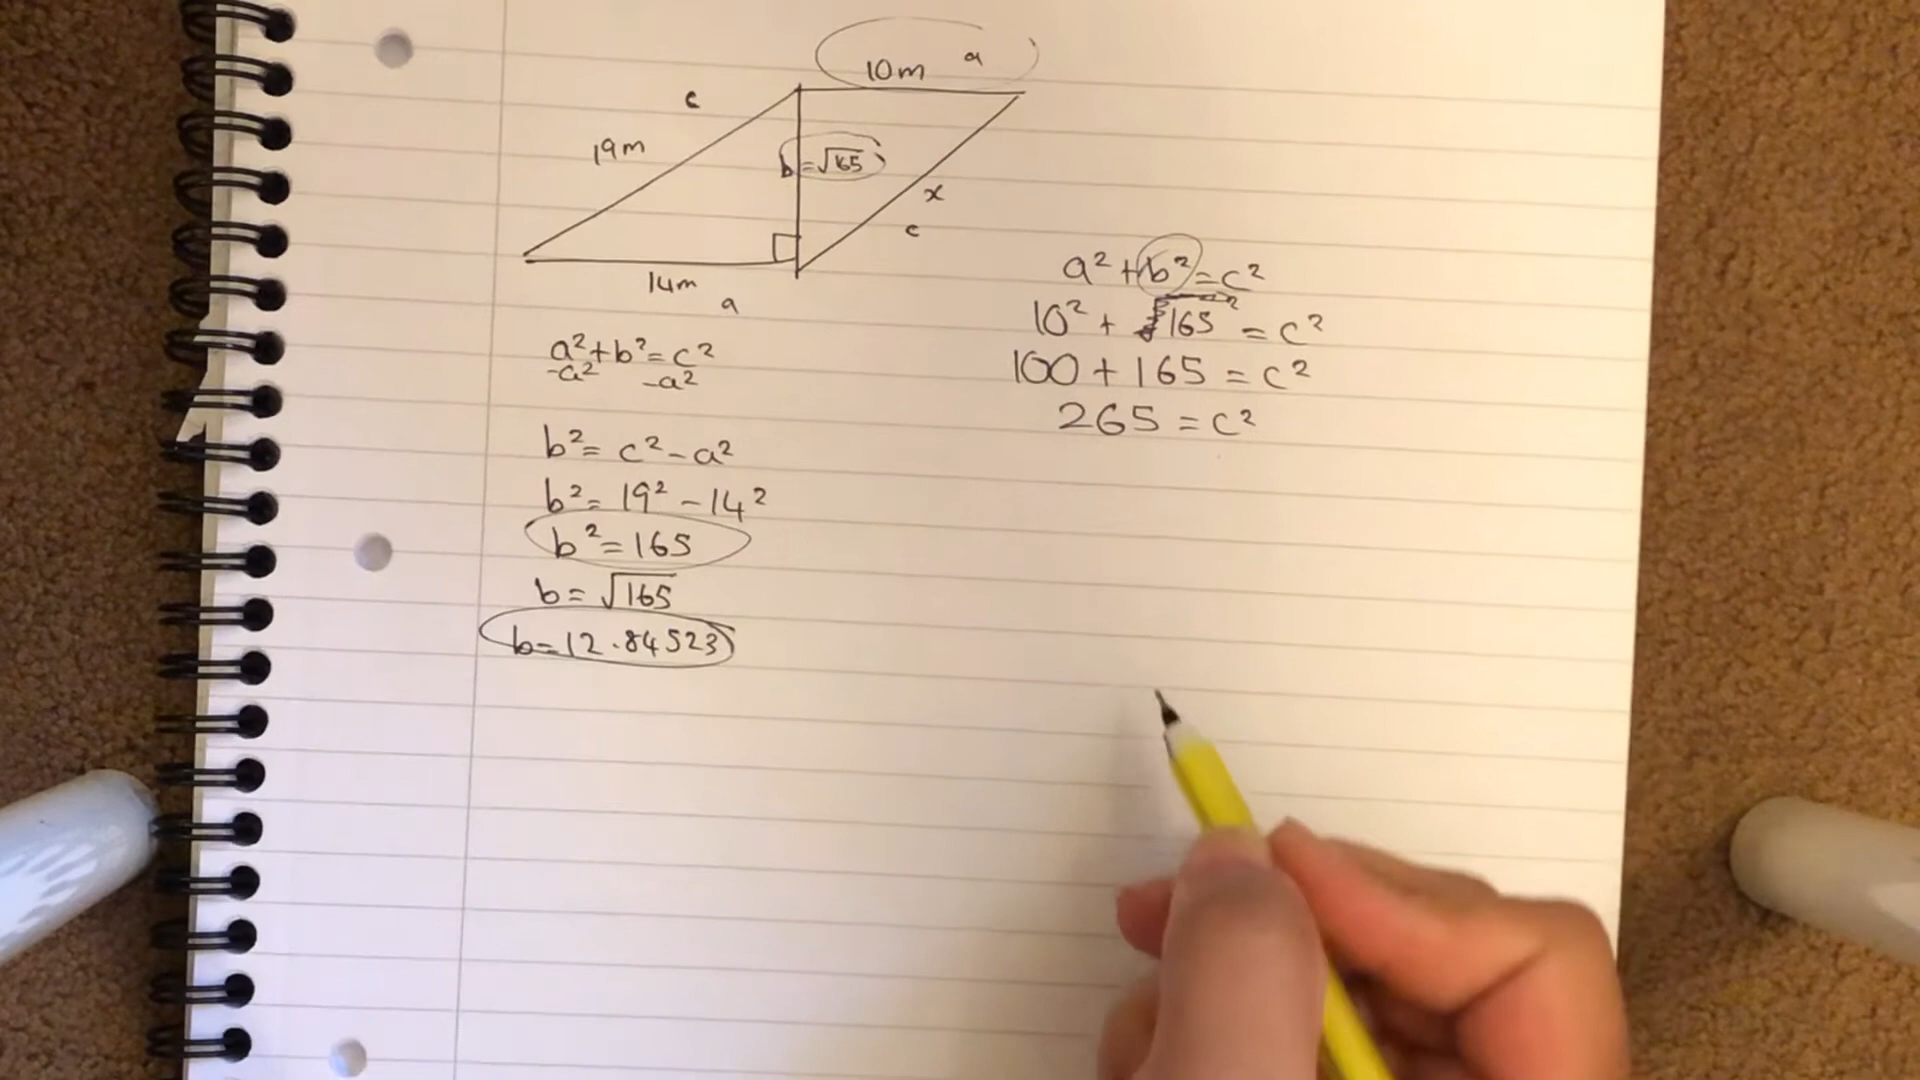 10m a
c
19m
b=√165
x
c
14m
a
a²+b²=c²
-a² -a²
b²= c²-a²
b²= 19²-14²
b²=165
b=√165
b=12.84523
a²+b²=c²
10²+ √165² = c²
100+165=c²
265=c²